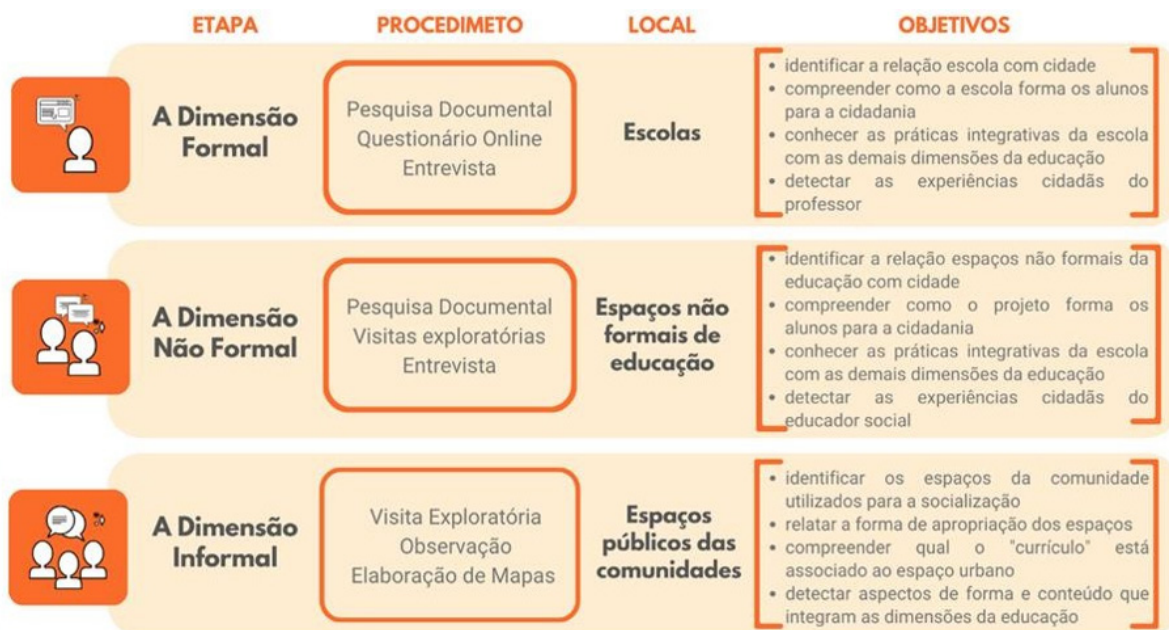 ETAPA PROCEDIMETO LOCAL OBJETIVOS
A Dimensão
Formal
Pesquisa Documental
Questionário Online
Entrevista
Escolas
• identificar a relação escola com cidade
• compreender como a escola forma os alunos
para a cidadania
• conhecer as práticas integrativas da escola
com as demais dimensões da educação
• detectar as experiências cidadãs do
professor
A Dimensão
Não Formal
Pesquisa Documental
Visitas exploratórias
Entrevista
Espaços não
formais de
educação
• identificar a relação espaços não formais da
educação com cidade
• compreender como o projeto forma os
alunos para a cidadania
• conhecer as práticas integrativas da escola
com as demais dimensões da educação
• detectar as experiências cidadãs do
educador social
A Dimensão
Informal
Visita Exploratória
Observação
Elaboração de Mapas
Espaços
públicos das
comunidades
• identificar os espaços da comunidade
utilizados para a socialização
• relatar a forma de apropriação dos espaços
• compreender qual o "currículo" está
associado ao espaço urbano
• detectar aspectos de forma e conteúdo que
integram as dimensões da educação